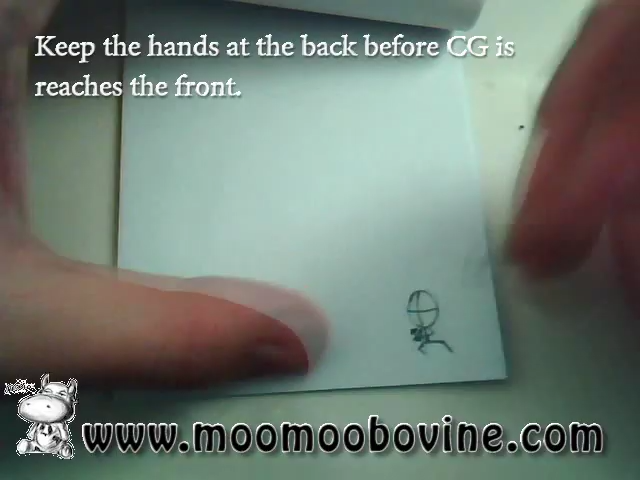 Keep the hands at the back before CG is
reaches the front.
www.moomoobovine.com